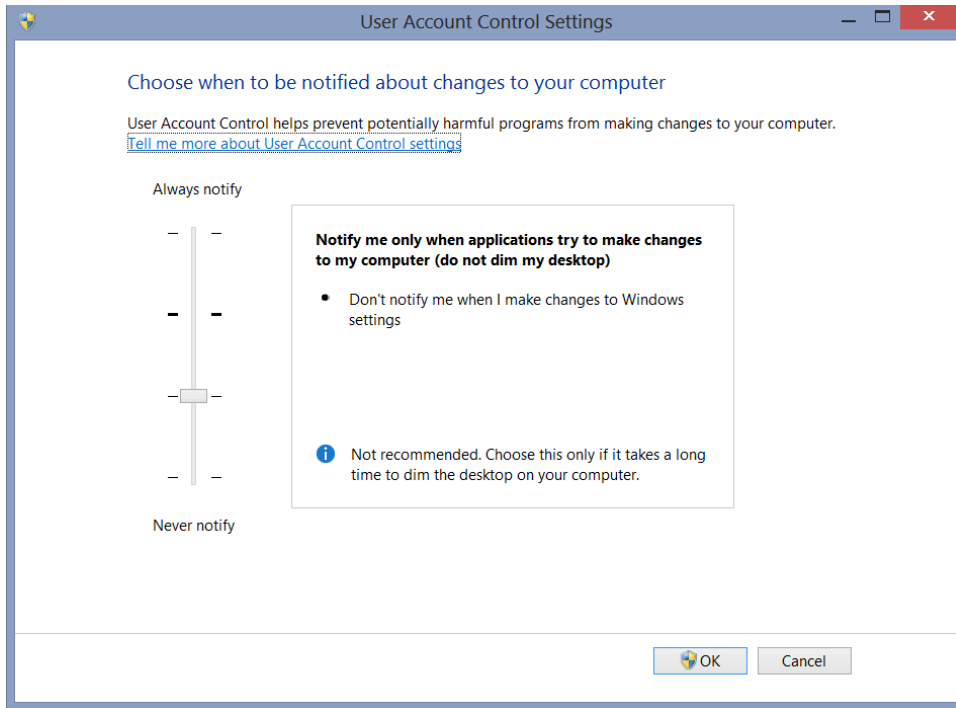 User Account Control Settings
Choose when to be notified about changes to your computer
User Account Control helps prevent potentially harmful programs from making changes to your computer.
Tell me more about User Account Control settings
Always notify
Notify me only when applications try to make changes
to my computer (do not dim my desktop)
• Don't notify me when I make changes to Windows
settings
Not recommended. Choose this only if it takes a long
time to dim the desktop on your computer.
Never notify
OK
Cancel